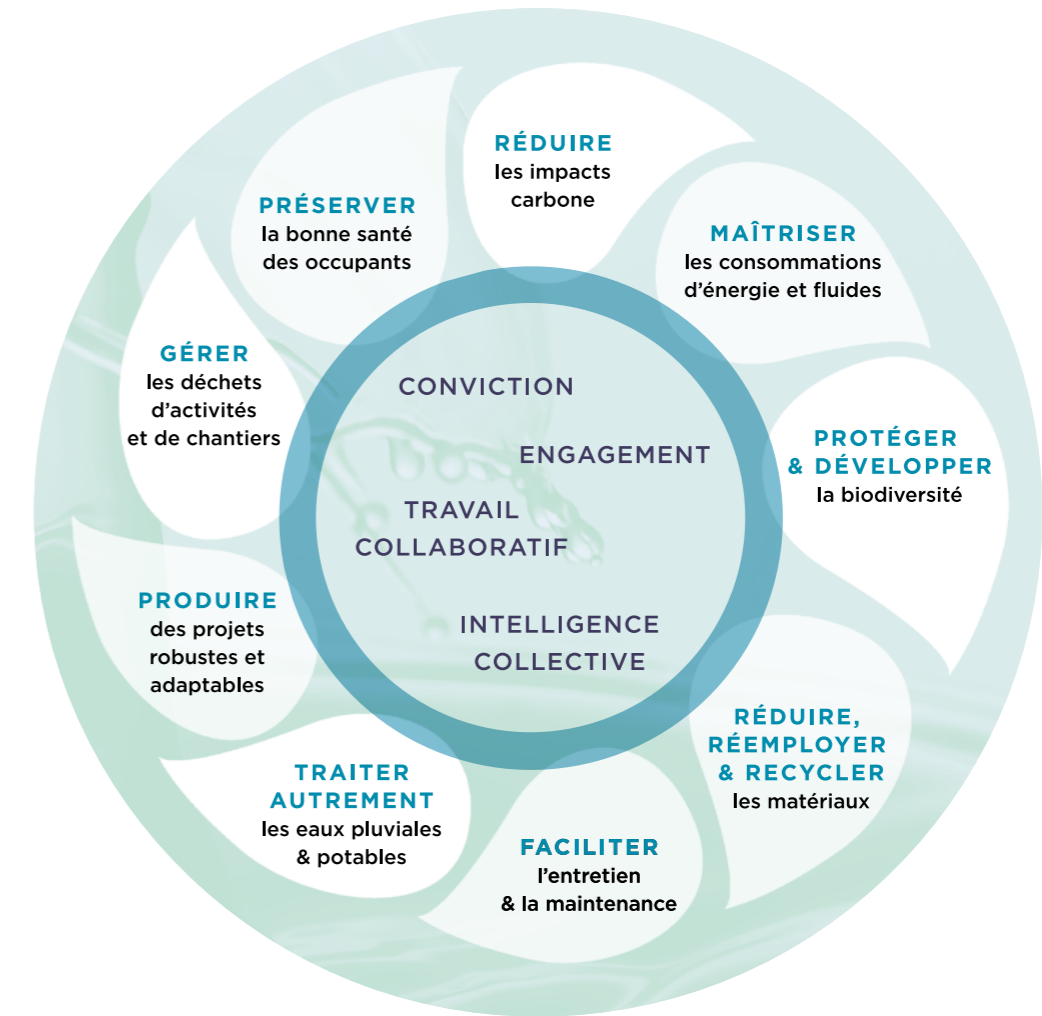 RÉDUIRE
les impacts
carbone
MAÎTRISER
les consommations
d’énergie et fluides
PROTÉGER
& DÉVELOPPER
la biodiversité
RÉDUIRE,
RÉEMPLOYER
& RECYCLER
les matériaux
FACILITER
l’entretien
& la maintenance
TRAITER
AUTREMENT
les eaux pluviales
& potables
PRODUIRE
des projets
robustes et
adaptables
GÉRER
les déchets
d’activités
et de chantiers
PRÉSERVER
la bonne santé
des occupants
CONVICTION
ENGAGEMENT
TRAVAIL
COLLABORATIF
INTELLIGENCE
COLLECTIVE